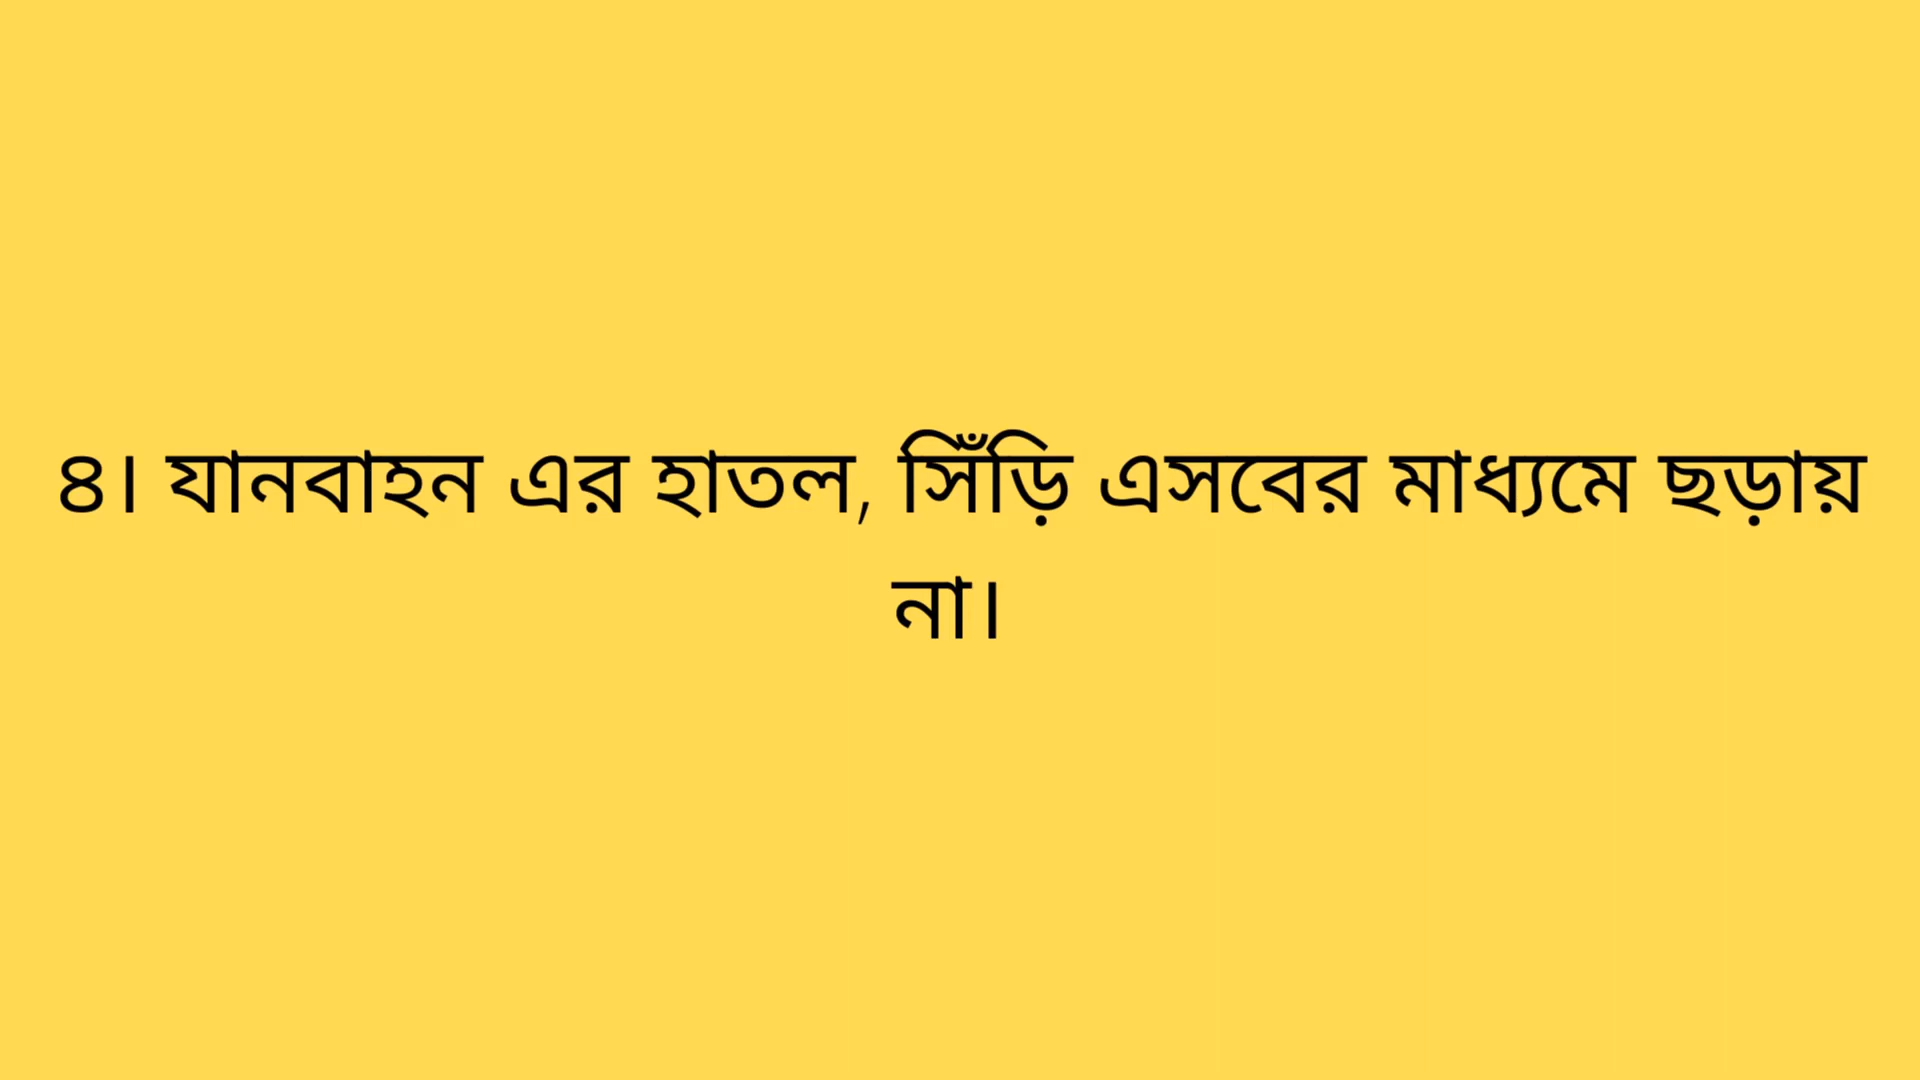 ৪। যানবাহন এর হাতল, সিঁড়ি এসবের মাধ্যমে ছড়ায়
না।